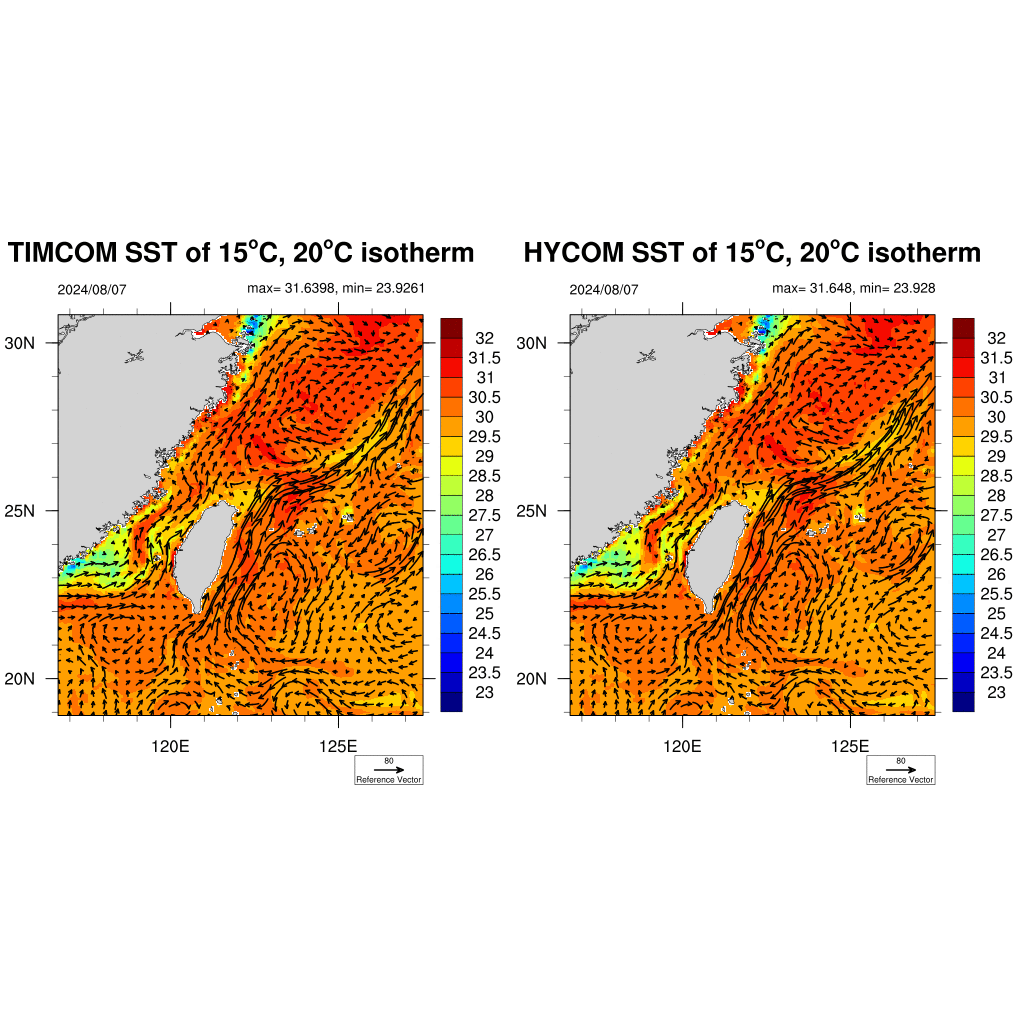 TIMCOM SST of 15°C, 20°C isotherm
2024/08/07
max= 31.6398, min= 23.9261
30N
25N
20N
120E
125E
32
31.5
31
30.5
30
29.5
29
28.5
28
27.5
27
26.5
26
25.5
25
24.5
24
23.5
23
80
Reference Vector
HYCOM SST of 15°C, 20°C isotherm
2024/08/07
max= 31.648, min= 23.928
30N
25N
20N
120E
125E
32
31.5
31
30.5
30
29.5
29
28.5
28
27.5
27
26.5
26
25.5
25
24.5
24
23.5
23
80
Reference Vector